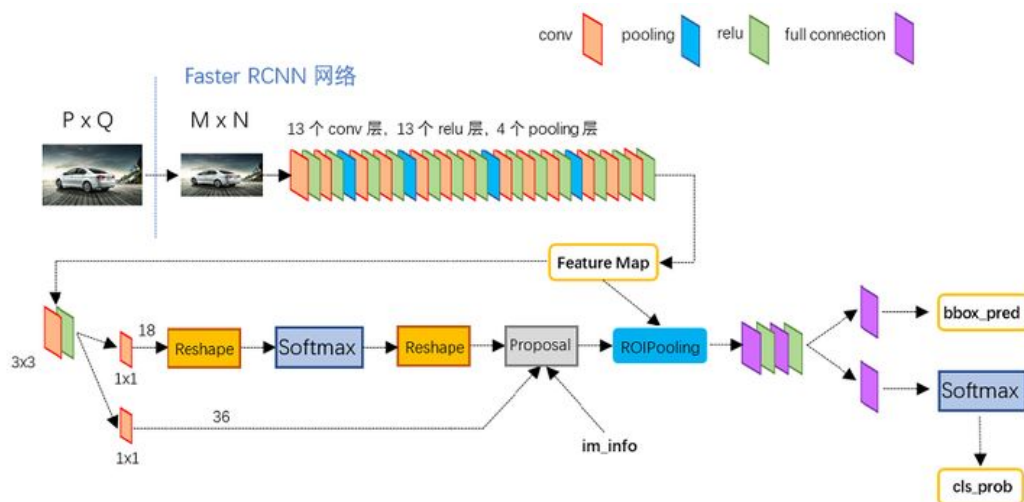 conv
pooling
relu
full connection
Faster RCNN 网络
P x Q
M x N
13 个 conv 层，13 个 relu 层，4 个 pooling 层
Feature Map
3x3
18
1x1
Reshape
Softmax
Reshape
Proposal
ROIPooling
bbox_pred
Softmax
36
1x1
im_info
cls_prob